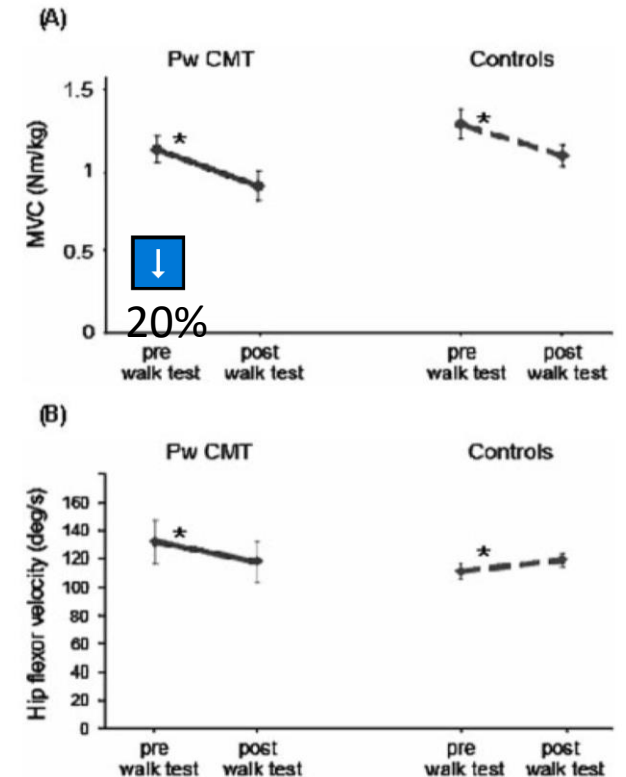 (A)
Pw CMT
Controls
MVC (Nm/kg)
1.5
*
*
1
0.5
↓
20%
0
pre
walk test
post
walk test
pre
walk test
post
walk test
(B)
Pw CMT
Controls
Hip flexor velocity (deg/s)
160
140
*
*
120
100
80
60
40
20
0
pre
walk test
post
walk test
pre
walk test
post
walk test